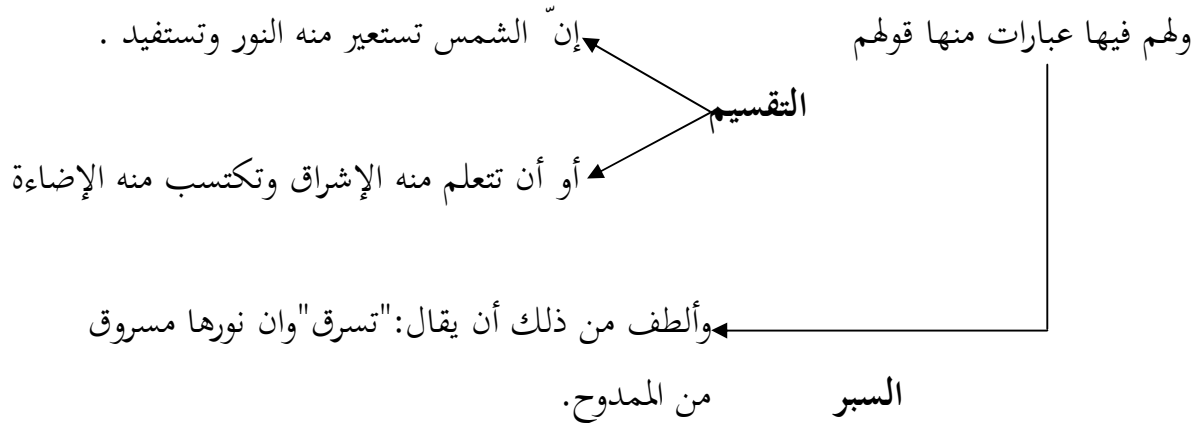 ولهم فيها عبارات منها قولهم إنّ الشمس تستعير منه النور وتستفيد .
التقسيم
أو أن تتعلم منه الإشراق وتكتسب منه الإضاءة
وألطف من ذلك أن يقال:"تسرق"وان نورها مسروق
السبر من الممدوح.